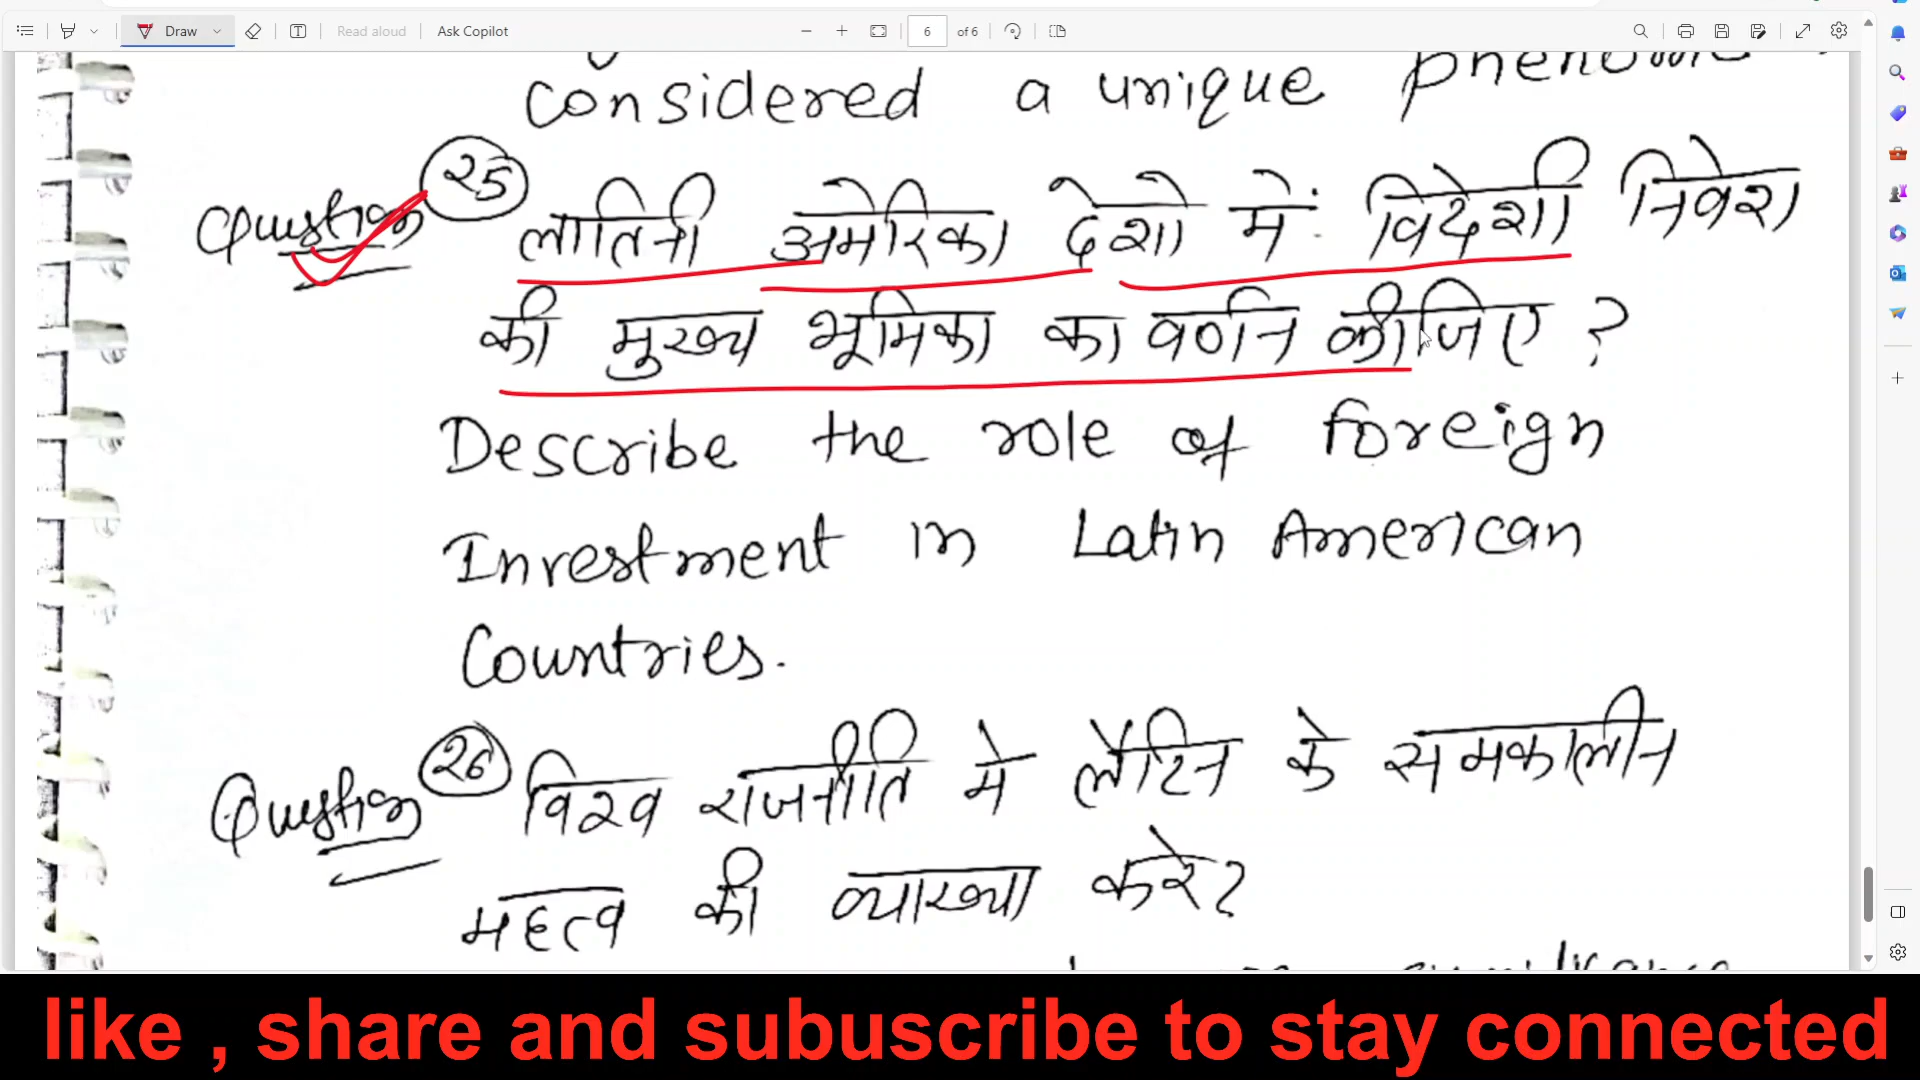 Draw Read aloud Ask Copilot 6 of 6
considered a unique
Question 25 लातिनी अमेरिका देशो में विदेशी निवेश
की मुख्य भूमिका का वर्णन कीजिए ?
Describe the role of foreign
Investment in Latin American
Countries.
Question 26 विश्व राजनीति मे लैटिन के समकालीन
महत्व की व्याख्या करे?
like , share and subuscribe to stay connected